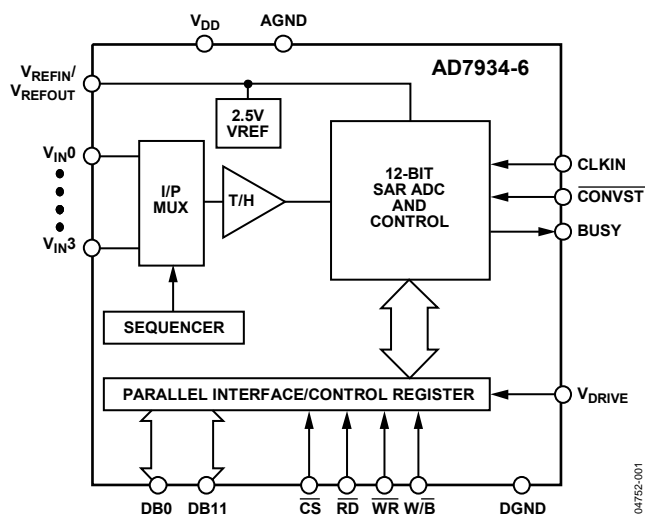 VDD
AGND
AD7934-6
VREFIN/
VREFOUT
2.5V
VREF
VIN0
VIN3
I/P
MUX
T/H
12-BIT
SAR ADC
AND
CONTROL
CLKIN
CONVST
BUSY
SEQUENCER
PARALLEL INTERFACE/CONTROL REGISTER
VDRIVE
DB0
DB11
CS
RD
WR
W/B
DGND
04752-001